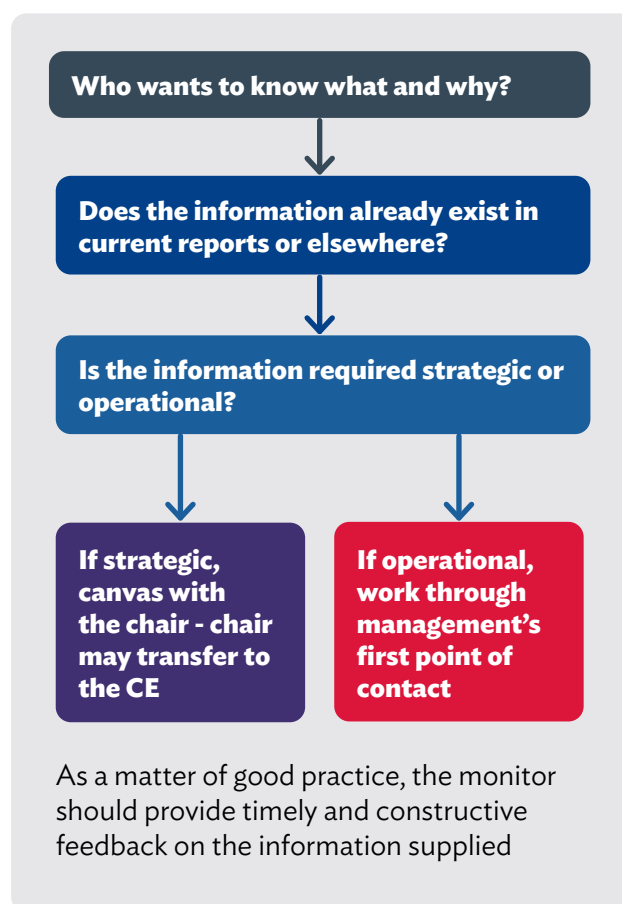 Who wants to know what and why?
Does the information already exist in
current reports or elsewhere?
Is the information required strategic or
operational?
If strategic,
canvas with
the chair - chair
may transfer to
the CE
If operational,
work through
management’s
first point of
contact
As a matter of good practice, the monitor
should provide timely and constructive
feedback on the information supplied